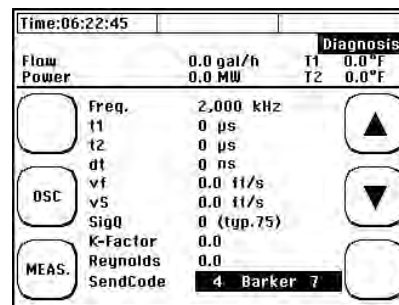 Time:06:22:45
Diagnosis
Flow 0.0 gal/h T1 0.0°F
Power 0.0 MW T2 0.0°F
Freq. 2,000 kHz
t1 0 µs
t2 0 µs
dt 0 ns
OSC
vf 0.0 ft/s
vS 0.0 ft/s
SigQ 0 (typ.75)
K-Factor 0.0
MEAS.
Reynolds 0.0
SendCode 4 Barker 7